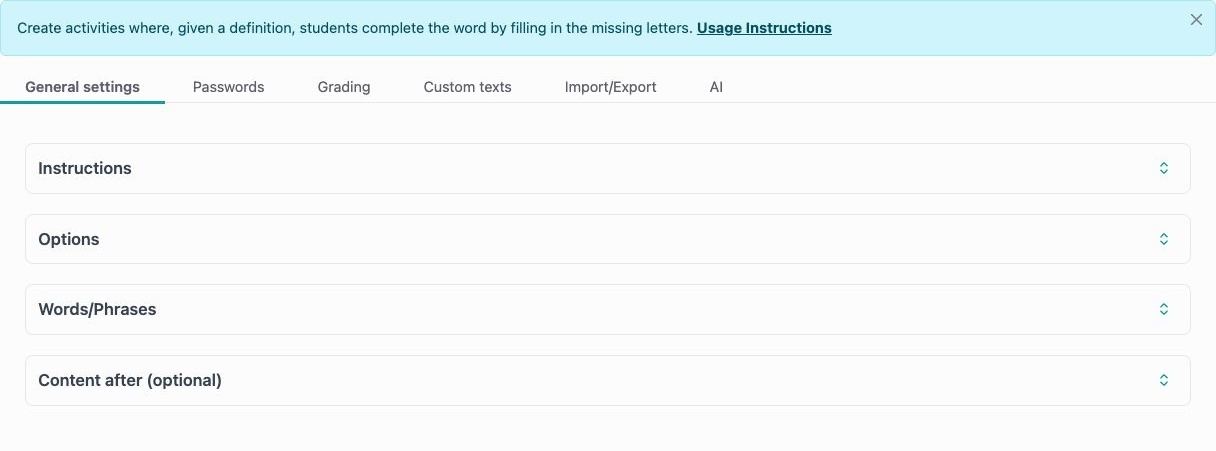 Create activities where, given a definition, students complete the word by filling in the missing letters. Usage Instructions
General settings Passwords Grading Custom texts Import/Export AI
Instructions
Options
Words/Phrases
Content after (optional)